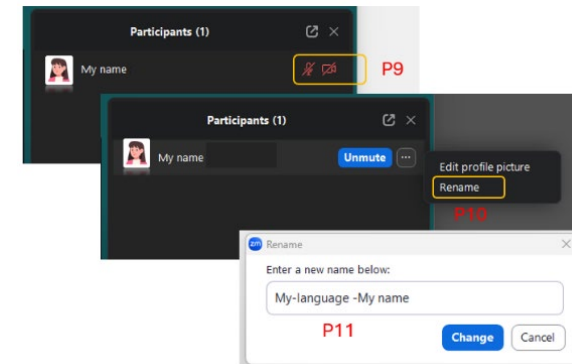 Participants (1)
My name
P9
Participants (1)
My name
Unmute
Edit profile picture
Rename
P10
zm Rename
Enter a new name below:
My-language -My name
P11
Change
Cancel